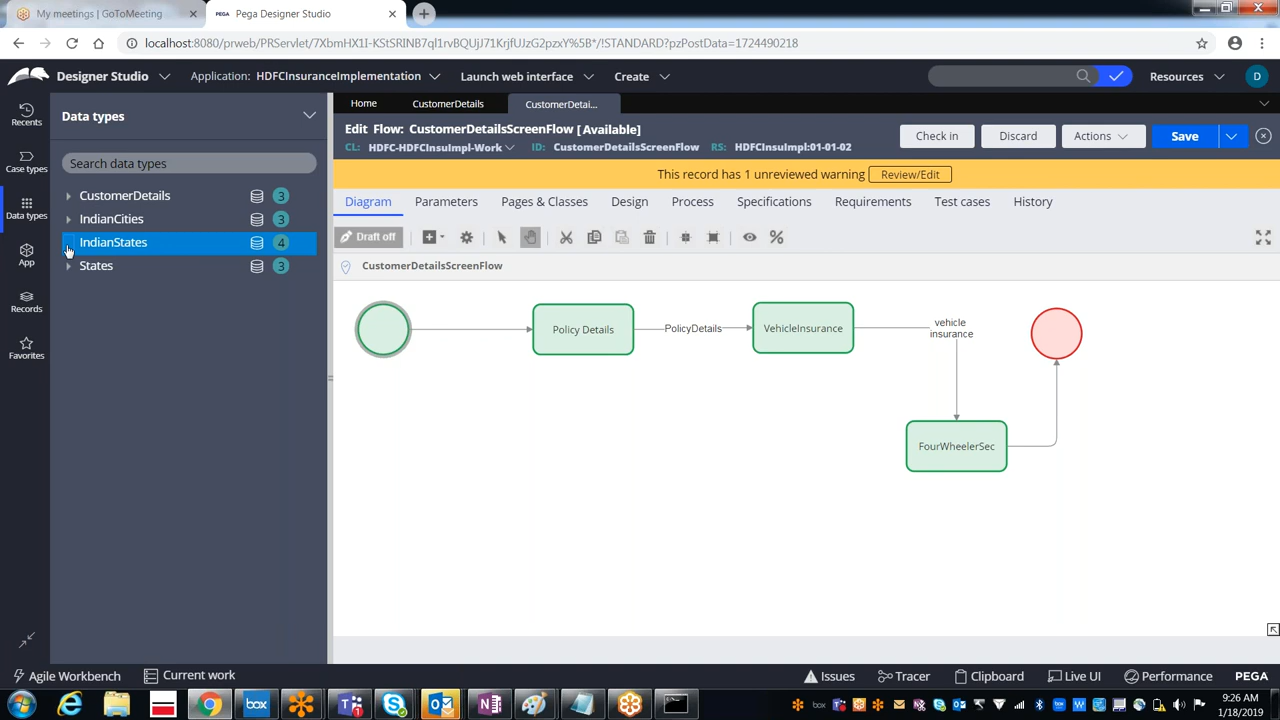 My meetings | GoToMeeting
PEGA Pega Designer Studio
localhost:8080/prweb/PRServlet/7XbmHX1I-KStSRINB7ql1rvBQUjJ71KrjfUJzG2pzxY%5B*/!STANDARD?pzPostData=1724490218
Designer Studio
Application: HDFCInsuranceImplementation
Launch web interface
Create
Resources
D
Recents
Case types
Data types
App
Records
Favorites
Data types
Search data types
CustomerDetails 3
IndianCities 3
IndianStates 4
States 3
Home
CustomerDetails
CustomerDetai...
Edit Flow: CustomerDetailsScreenFlow [Available]
CL: HDFC-HDFCInsuImpl-Work ID: CustomerDetailsScreenFlow RS: HDFCInsuImpl:01-01-02
Check in
Discard
Actions
Save
This record has 1 unreviewed warning Review/Edit
Diagram
Parameters
Pages & Classes
Design
Process
Specifications
Requirements
Test cases
History
Draft off
CustomerDetailsScreenFlow
Policy Details
PolicyDetails
VehicleInsurance
vehicle
insurance
FourWheelerSec
Agile Workbench
Current work
Issues
Tracer
Clipboard
Live UI
Performance
PEGA
box
9:26 AM
1/18/2019